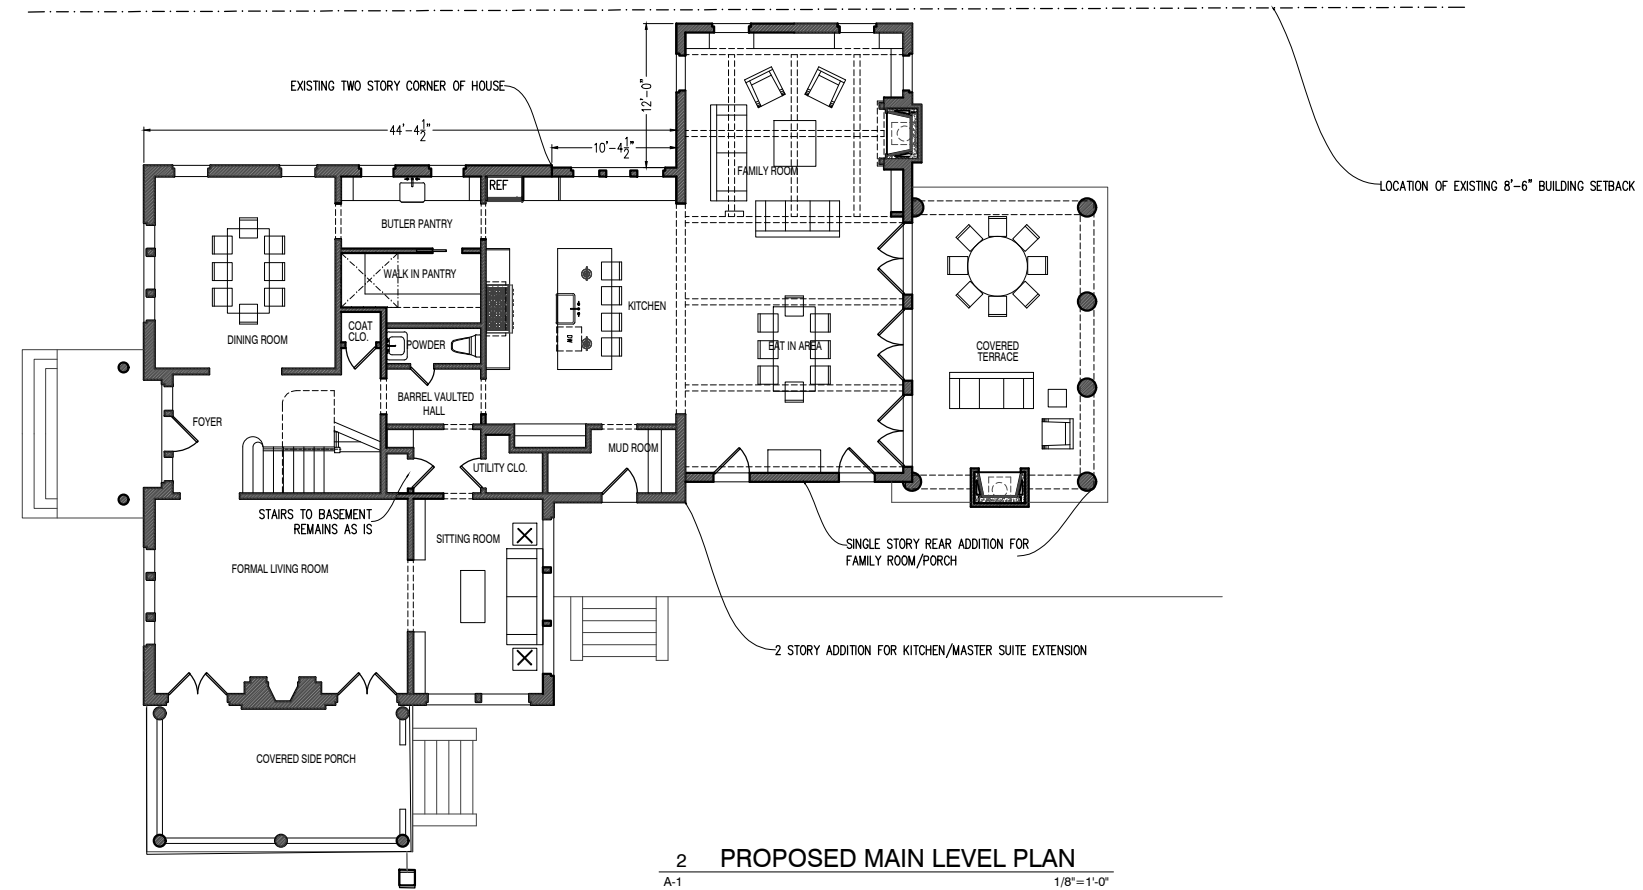 EXISTING TWO STORY CORNER OF HOUSE
12'-0"
44'-4 1/2"
10'-4 1/2"
LOCATION OF EXISTING 8'-6" BUILDING SETBACK
FAMILY ROOM
REF
BUTLER PANTRY
WALK IN PANTRY
KITCHEN
COAT
CLO.
POWDER
DINING ROOM
EAT IN AREA
COVERED
TERRACE
DW
BARREL VAULTED
HALL
FOYER
MUD ROOM
UTILITY CLO.
STAIRS TO BASEMENT
REMAINS AS IS
SITTING ROOM
SINGLE STORY REAR ADDITION FOR
FAMILY ROOM/PORCH
FORMAL LIVING ROOM
2 STORY ADDITION FOR KITCHEN/MASTER SUITE EXTENSION
COVERED SIDE PORCH
2 PROPOSED MAIN LEVEL PLAN
A-1 1/8"=1'-0"